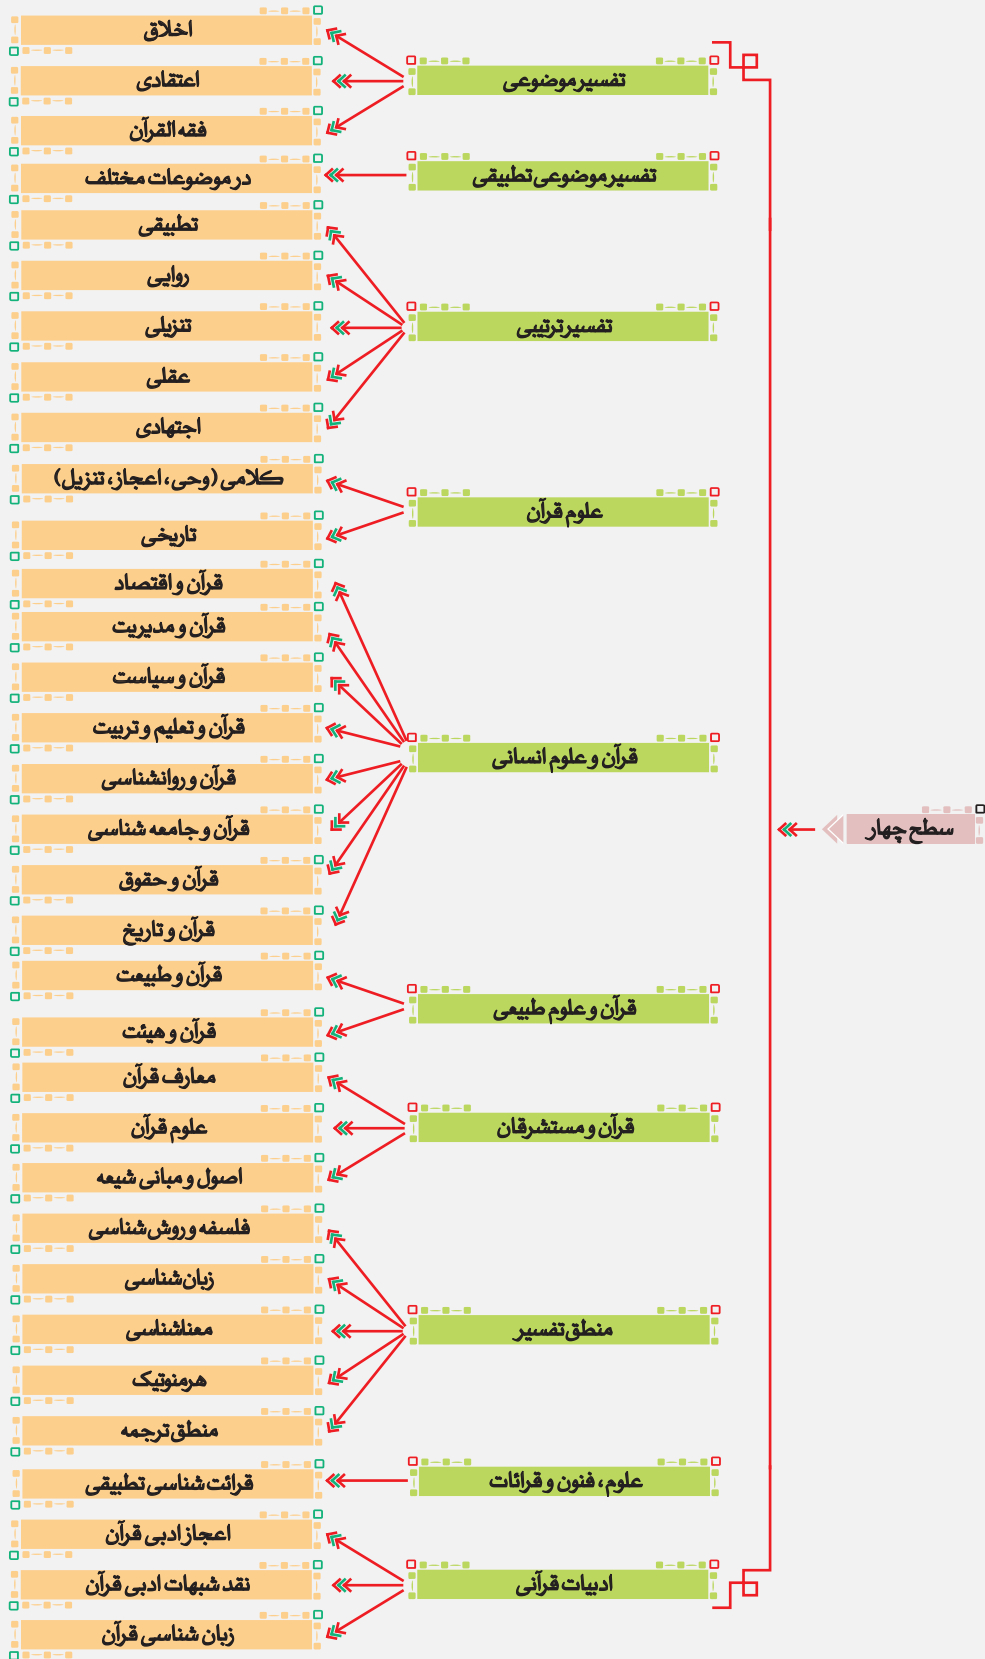 سطح چهار
تفسیر موضوعی
اخلاق
اعتقادی
فقه القرآن
تفسیر موضوعی تطبیقی
در موضوعات مختلف
تفسیر ترتیبی
تطبیقی
روایی
تنزیلی
عقلی
اجتهادی
علوم قرآن
کلامی (وحی، اعجاز، تنزیل)
تاریخی
قرآن و علوم انسانی
قرآن و اقتصاد
قرآن و مدیریت
قرآن و سیاست
قرآن و تعلیم و تربیت
قرآن و روانشناسی
قرآن و جامعه شناسی
قرآن و حقوق
قرآن و تاریخ
قرآن و علوم طبیعی
قرآن و طبیعت
قرآن و هیئت
قرآن و مستشرقان
معارف قرآن
علوم قرآن
اصول و مبانی شیعه
منطق تفسیر
فلسفه و روش شناسی
زبان شناسی
معناشناسی
هرمنوتیک
منطق ترجمه
علوم، فنون و قرائات
قرائت شناسی تطبیقی
ادبیات قرآنی
اعجاز ادبی قرآن
نقد شبهات ادبی قرآن
زبان شناسی قرآن